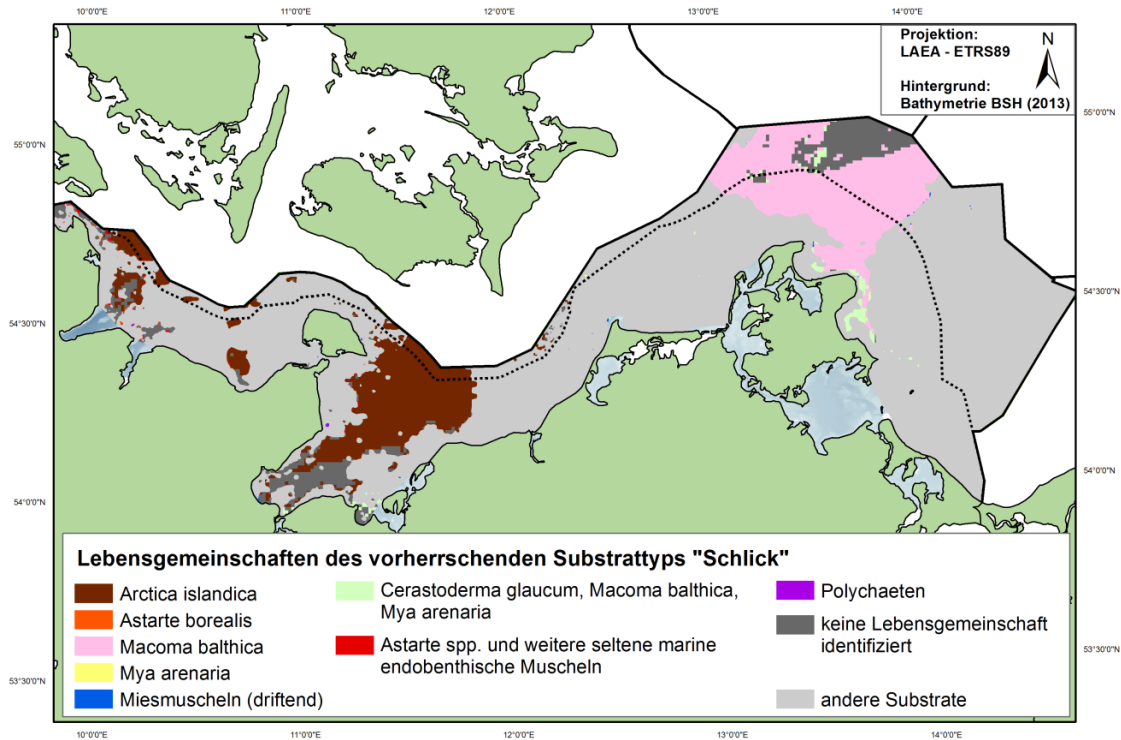 10°0'0"O
11°0'0"O
12°0'0"O
13°0'0"O
14°0'0"O
Projektion:
LAEA - ETRS89
N
Hintergrund:
Bathymetrie BSH (2013)
55°0'0"N
55°0'0"N
54°30'0"N
54°30'0"N
54°0'0"N
54°0'0"N
53°30'0"N
53°30'0"N
Lebensgemeinschaften des vorherrschenden Substrattyps "Schlick"
Arctica islandica
Astarte borealis
Macoma balthica
Mya arenaria
Miesmuscheln (driftend)
Cerastoderma glaucum, Macoma balthica,
Mya arenaria
Astarte spp. und weitere seltene marine
endobenthische Muscheln
Polychaeten
keine Lebensgemeinschaft
identifiziert
andere Substrate
10°0'0"O
11°0'0"O
12°0'0"O
13°0'0"O
14°0'0"O